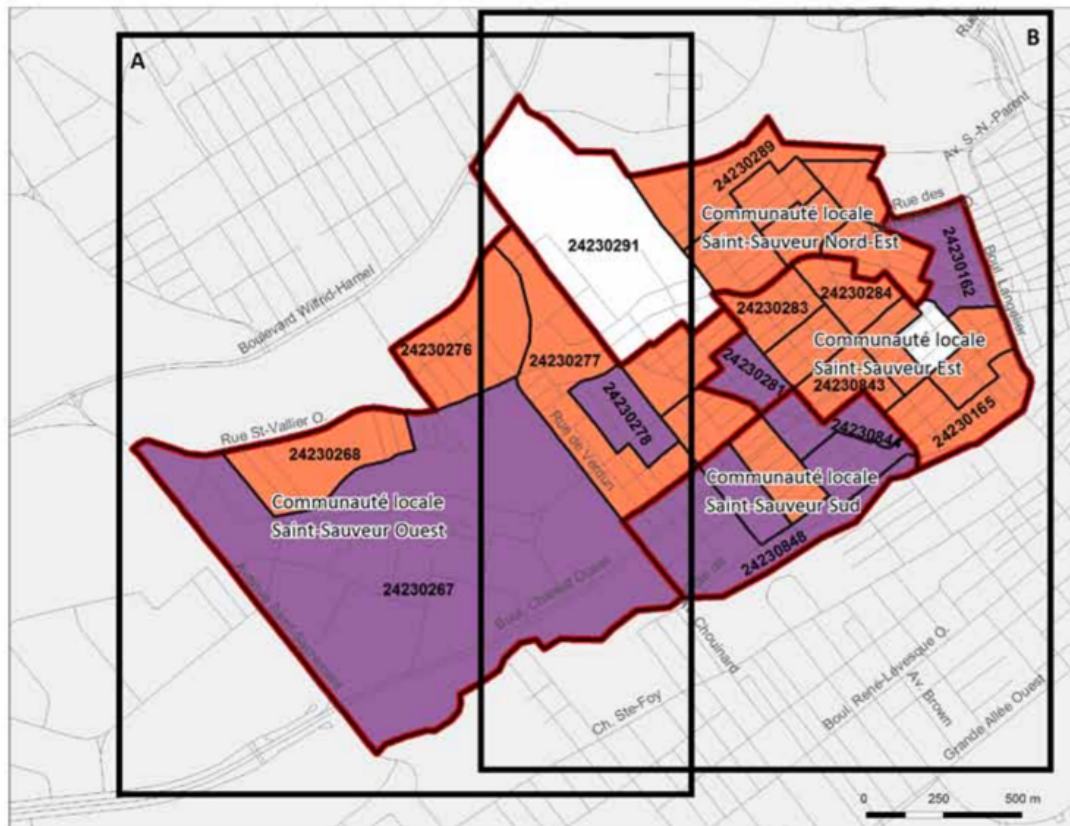 A
B
Av. S.-N.-Parent
24230289
Rue des
Communauté locale
Saint-Sauveur Nord-Est
24230291
24230162
Boul. Langelier
Boulevard Wilfrid-Hamel
24230283
24230284
24230276
24230277
Communauté locale
Saint-Sauveur Est
24230281
24230843
24230278
24230165
Rue St-Vallier O.
24230268
Rue de Verdun
24230844
Communauté locale
Saint-Sauveur Sud
Communauté locale
Saint-Sauveur Ouest
24230848
24230267
Boul. Charest Ouest
Chouinard
Boul. René-Lévesque O.
Av. Brown
Ch. Ste-Foy
Grande Allée Ouest
0 250 500 m